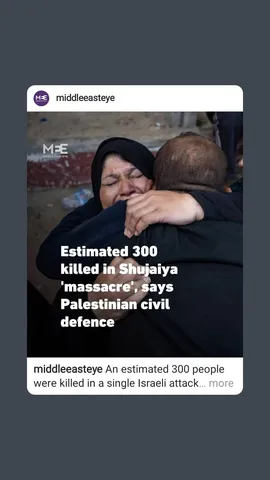 middleeasteye
MEE
Estimated 300
killed in Shujaiya
'massacre', says
Palestinian civil
defence
middleeasteye An estimated 300 people
were killed in a single Israeli attack… more